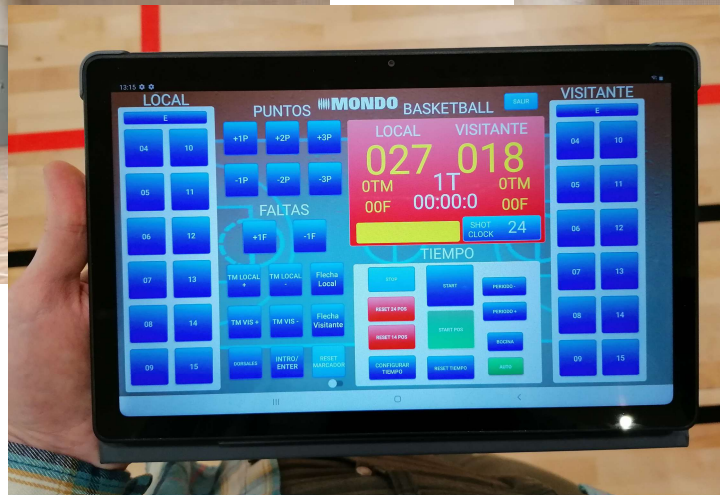 13:15
LOCAL
E
04 10
05 11
06 12
07 13
08 14
09 15
PUNTOS MONDO BASKETBALL
SALIR
+1P +2P +3P
-1P -2P -3P
FALTAS
+1F -1F
TM LOCAL +
TM LOCAL -
Flecha Local
TM VIS + TM VIS -
Flecha Visitante
DORSALES
INTRO/
ENTER
RESET
MARCADOR
LOCAL VISITANTE
027 018
0TM 1T 0TM
00F 00:00:0 00F
SHOT
CLOCK 24
TIEMPO
STOP START PERIODO -
RESET 24 POS PERIODO +
START POS
RESET 14 POS BOCINA
CONFIGURAR
TIEMPO
RESET TIEMPO AUTO
VISITANTE
E
04 10
05 11
06 12
07 13
08 14
09 15